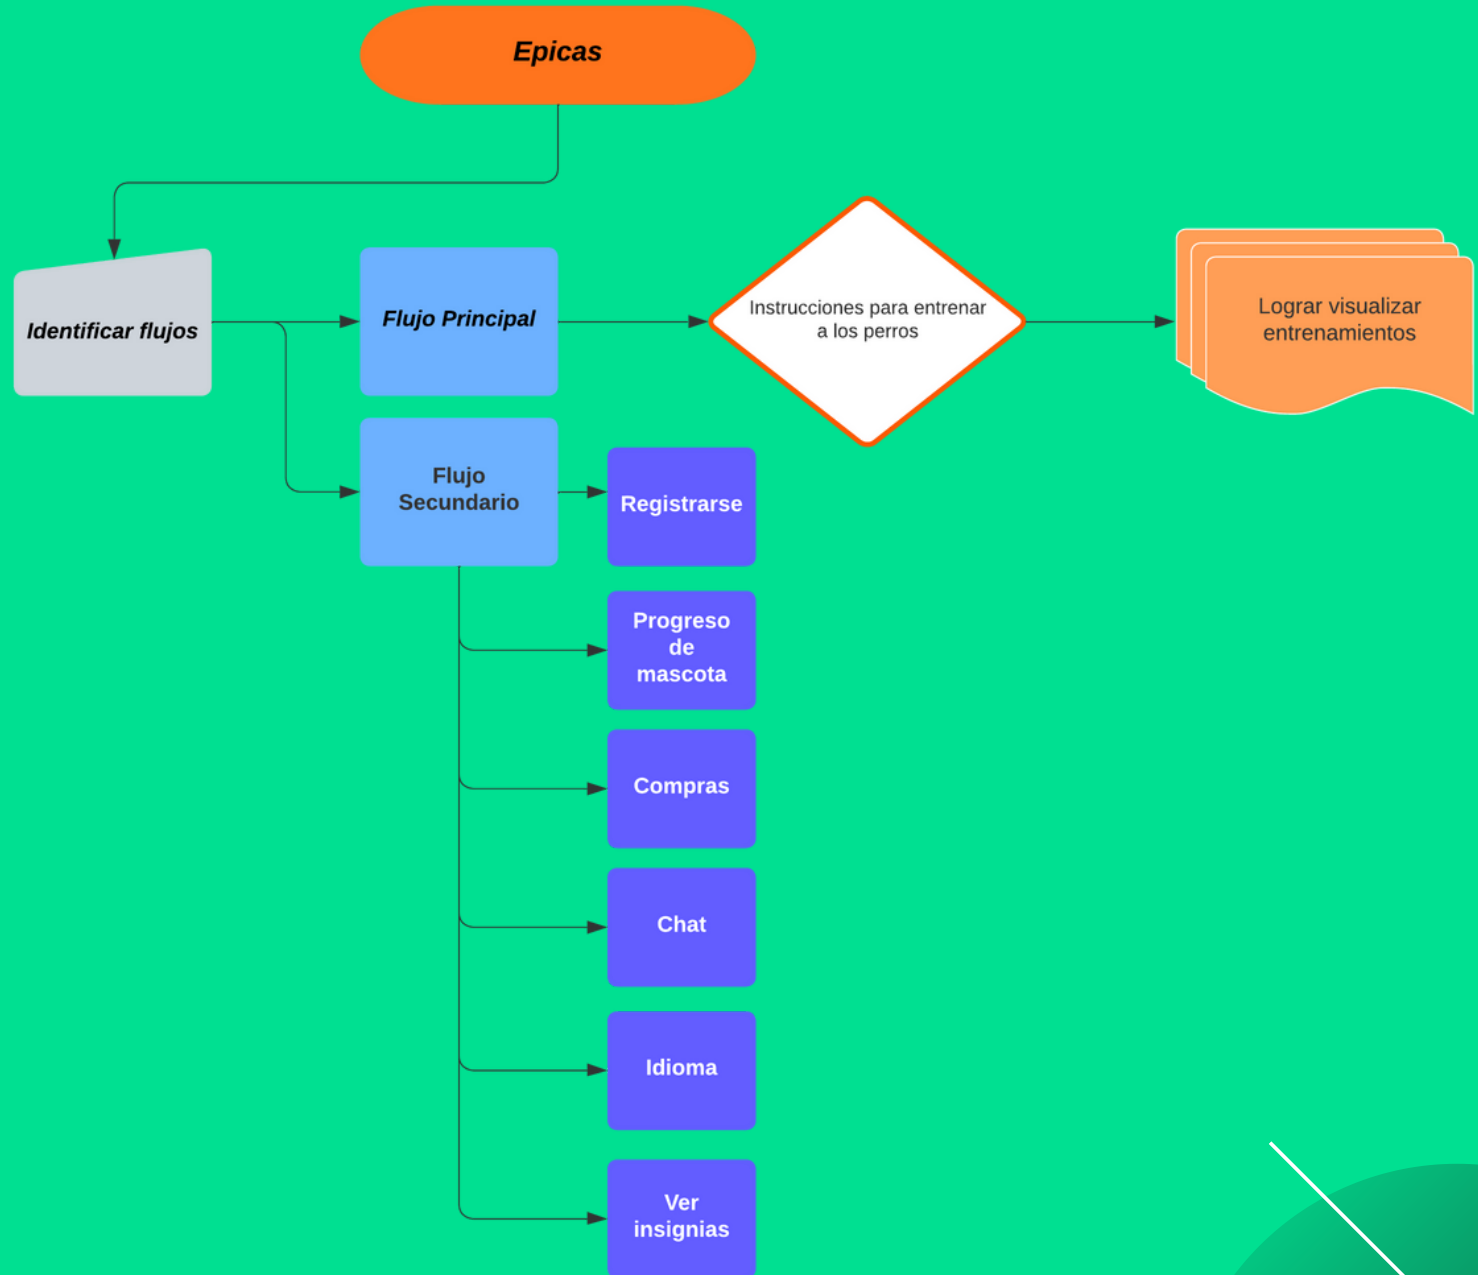 Epicas
Identificar flujos
Flujo Principal
Instrucciones para entrenar
a los perros
Lograr visualizar
entrenamientos
Flujo
Secundario
Registrarse
Progreso
de
mascota
Compras
Chat
Idioma
Ver
insignias